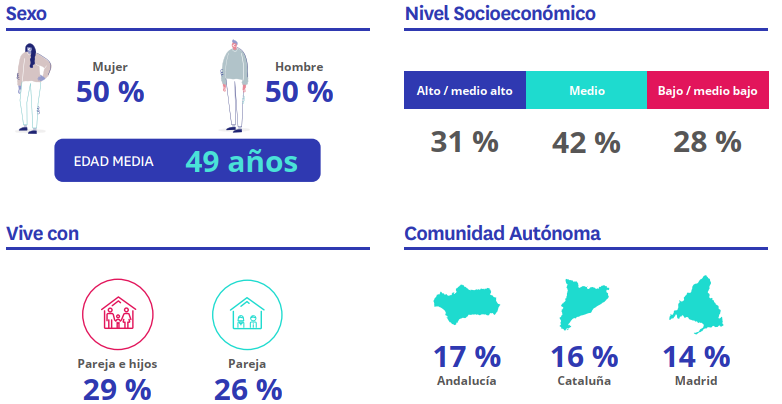 Sexo
Mujer
50 %
Hombre
50 %
EDAD MEDIA 49 años
Nivel Socioeconómico
Alto / medio alto
Medio
Bajo / medio bajo
31 %
42 %
28 %
Vive con
Pareja e hijos
29 %
Pareja
26 %
Comunidad Autónoma
17 %
Andalucía
16 %
Cataluña
14 %
Madrid